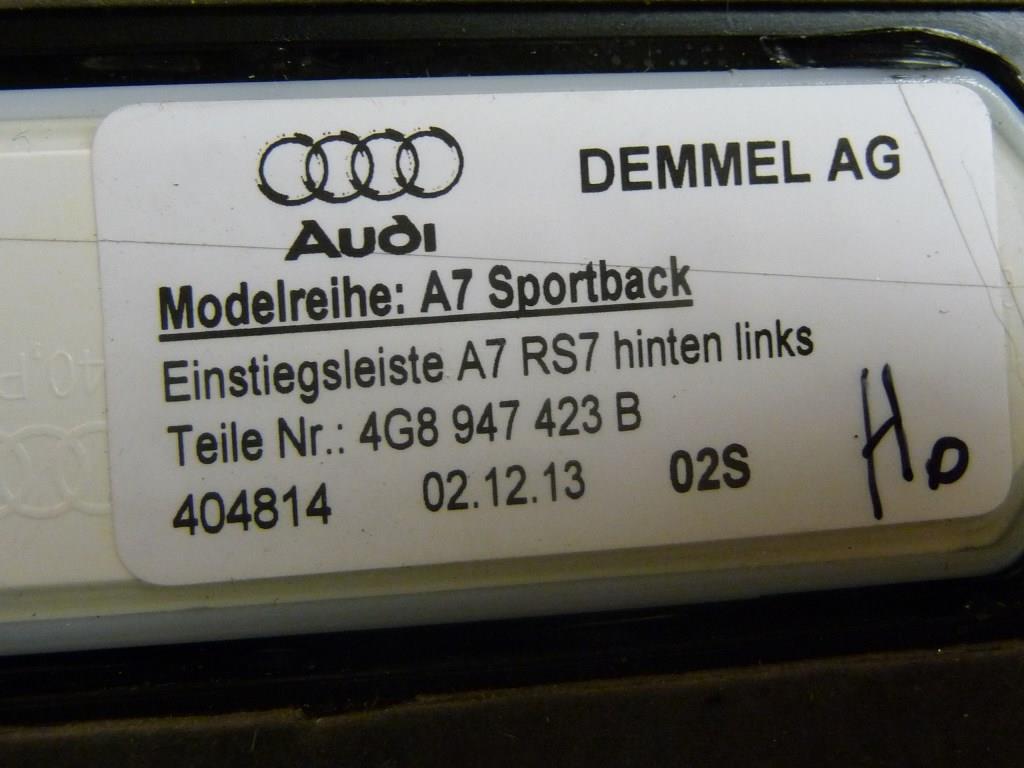 Audi
DEMMEL AG
Modelreihe: A7 Sportback
Einstiegsleiste A7 RS7 hinten links
Teile Nr.: 4G8 947 423 B
404814 02.12.13 02S